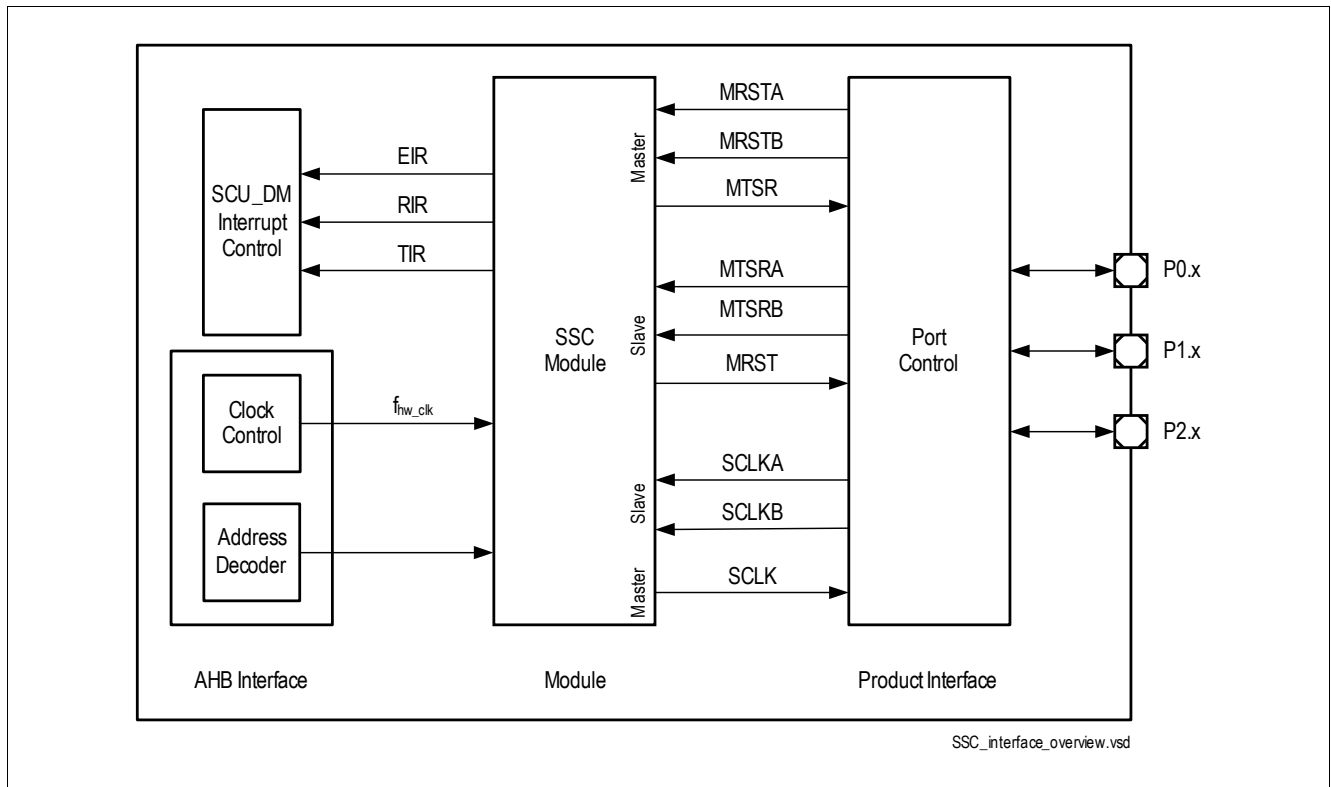 SCU_DM
Interrupt
Control
EIR
RIR
TIR
Clock
Control
fhw_clk
Address
Decoder
SSC
Module
Master
Slave
Slave
Master
MRSTA
MRSTB
MTSR
MTSRA
MTSRB
MRST
SCLKA
SCLKB
SCLK
Port
Control
P0.x
P1.x
P2.x
AHB Interface
Module
Product Interface
SSC_interface_overview.vsd